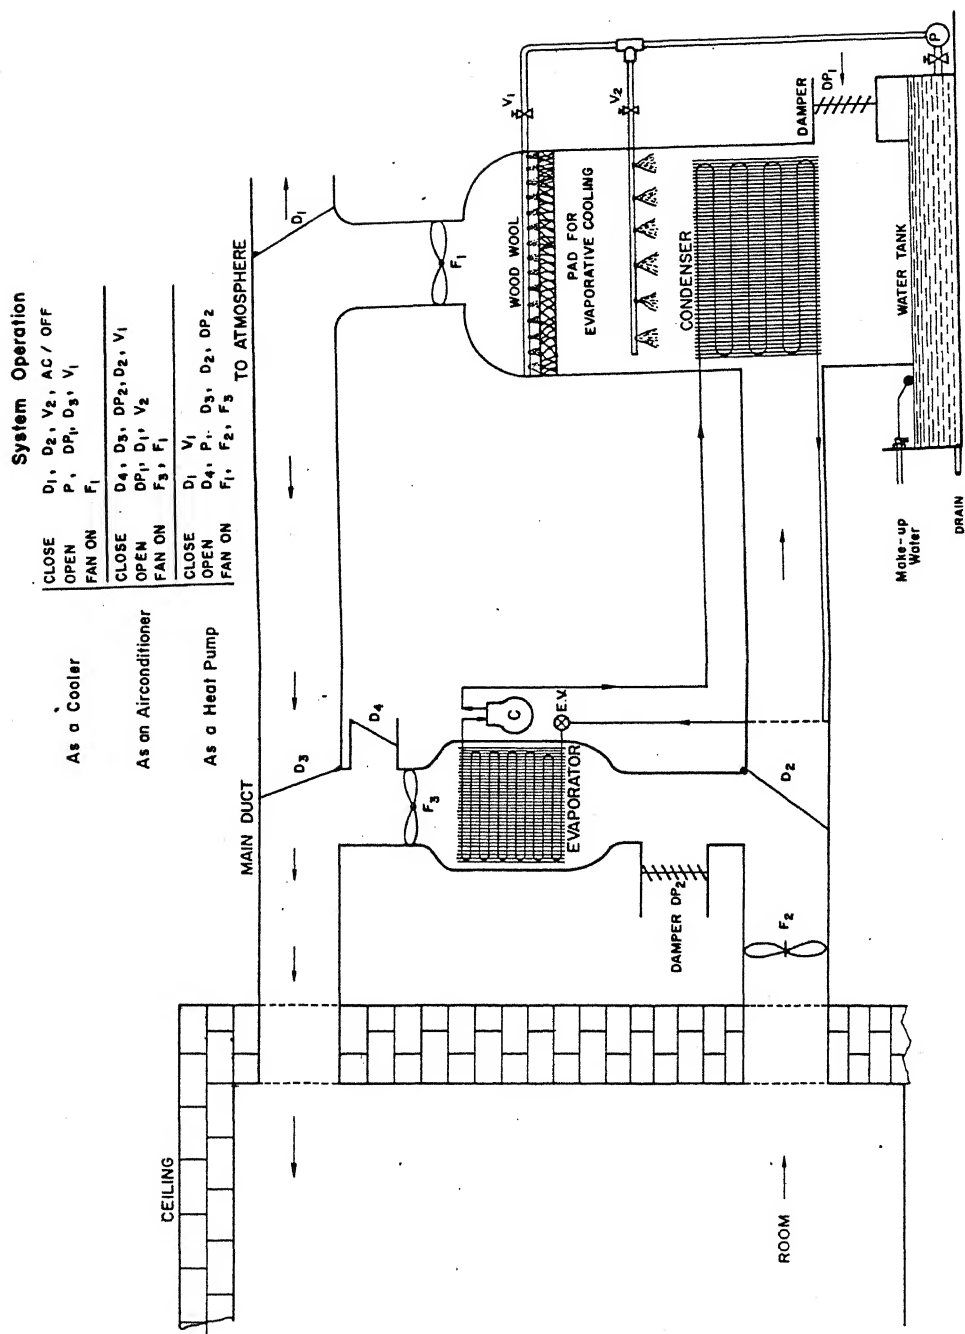 System Operation
As a Cooler
CLOSE D1, D2, V2, AC / OFF
OPEN P, DP1, D3, V1
FAN ON F1
As an Airconditioner
CLOSE D4, D3, DP2, D2, V1
OPEN DP1, D1, V2
FAN ON F3, F1
As a Heat Pump
CLOSE D1 V1
OPEN D4, P, D3, D2, DP2
FAN ON F1, F2, F3
CEILING
MAIN DUCT
TO ATMOSPHERE
D3
D1
D4
F3
F1
C
E.V.
EVAPORATOR
WOOD WOOL
PAD FOR
EVAPORATIVE COOLING
V1
V2
CONDENSER
DAMPER DP2
DAMPER
DP1
D2
F2
ROOM
P
Make-up
Water
WATER TANK
DRAIN